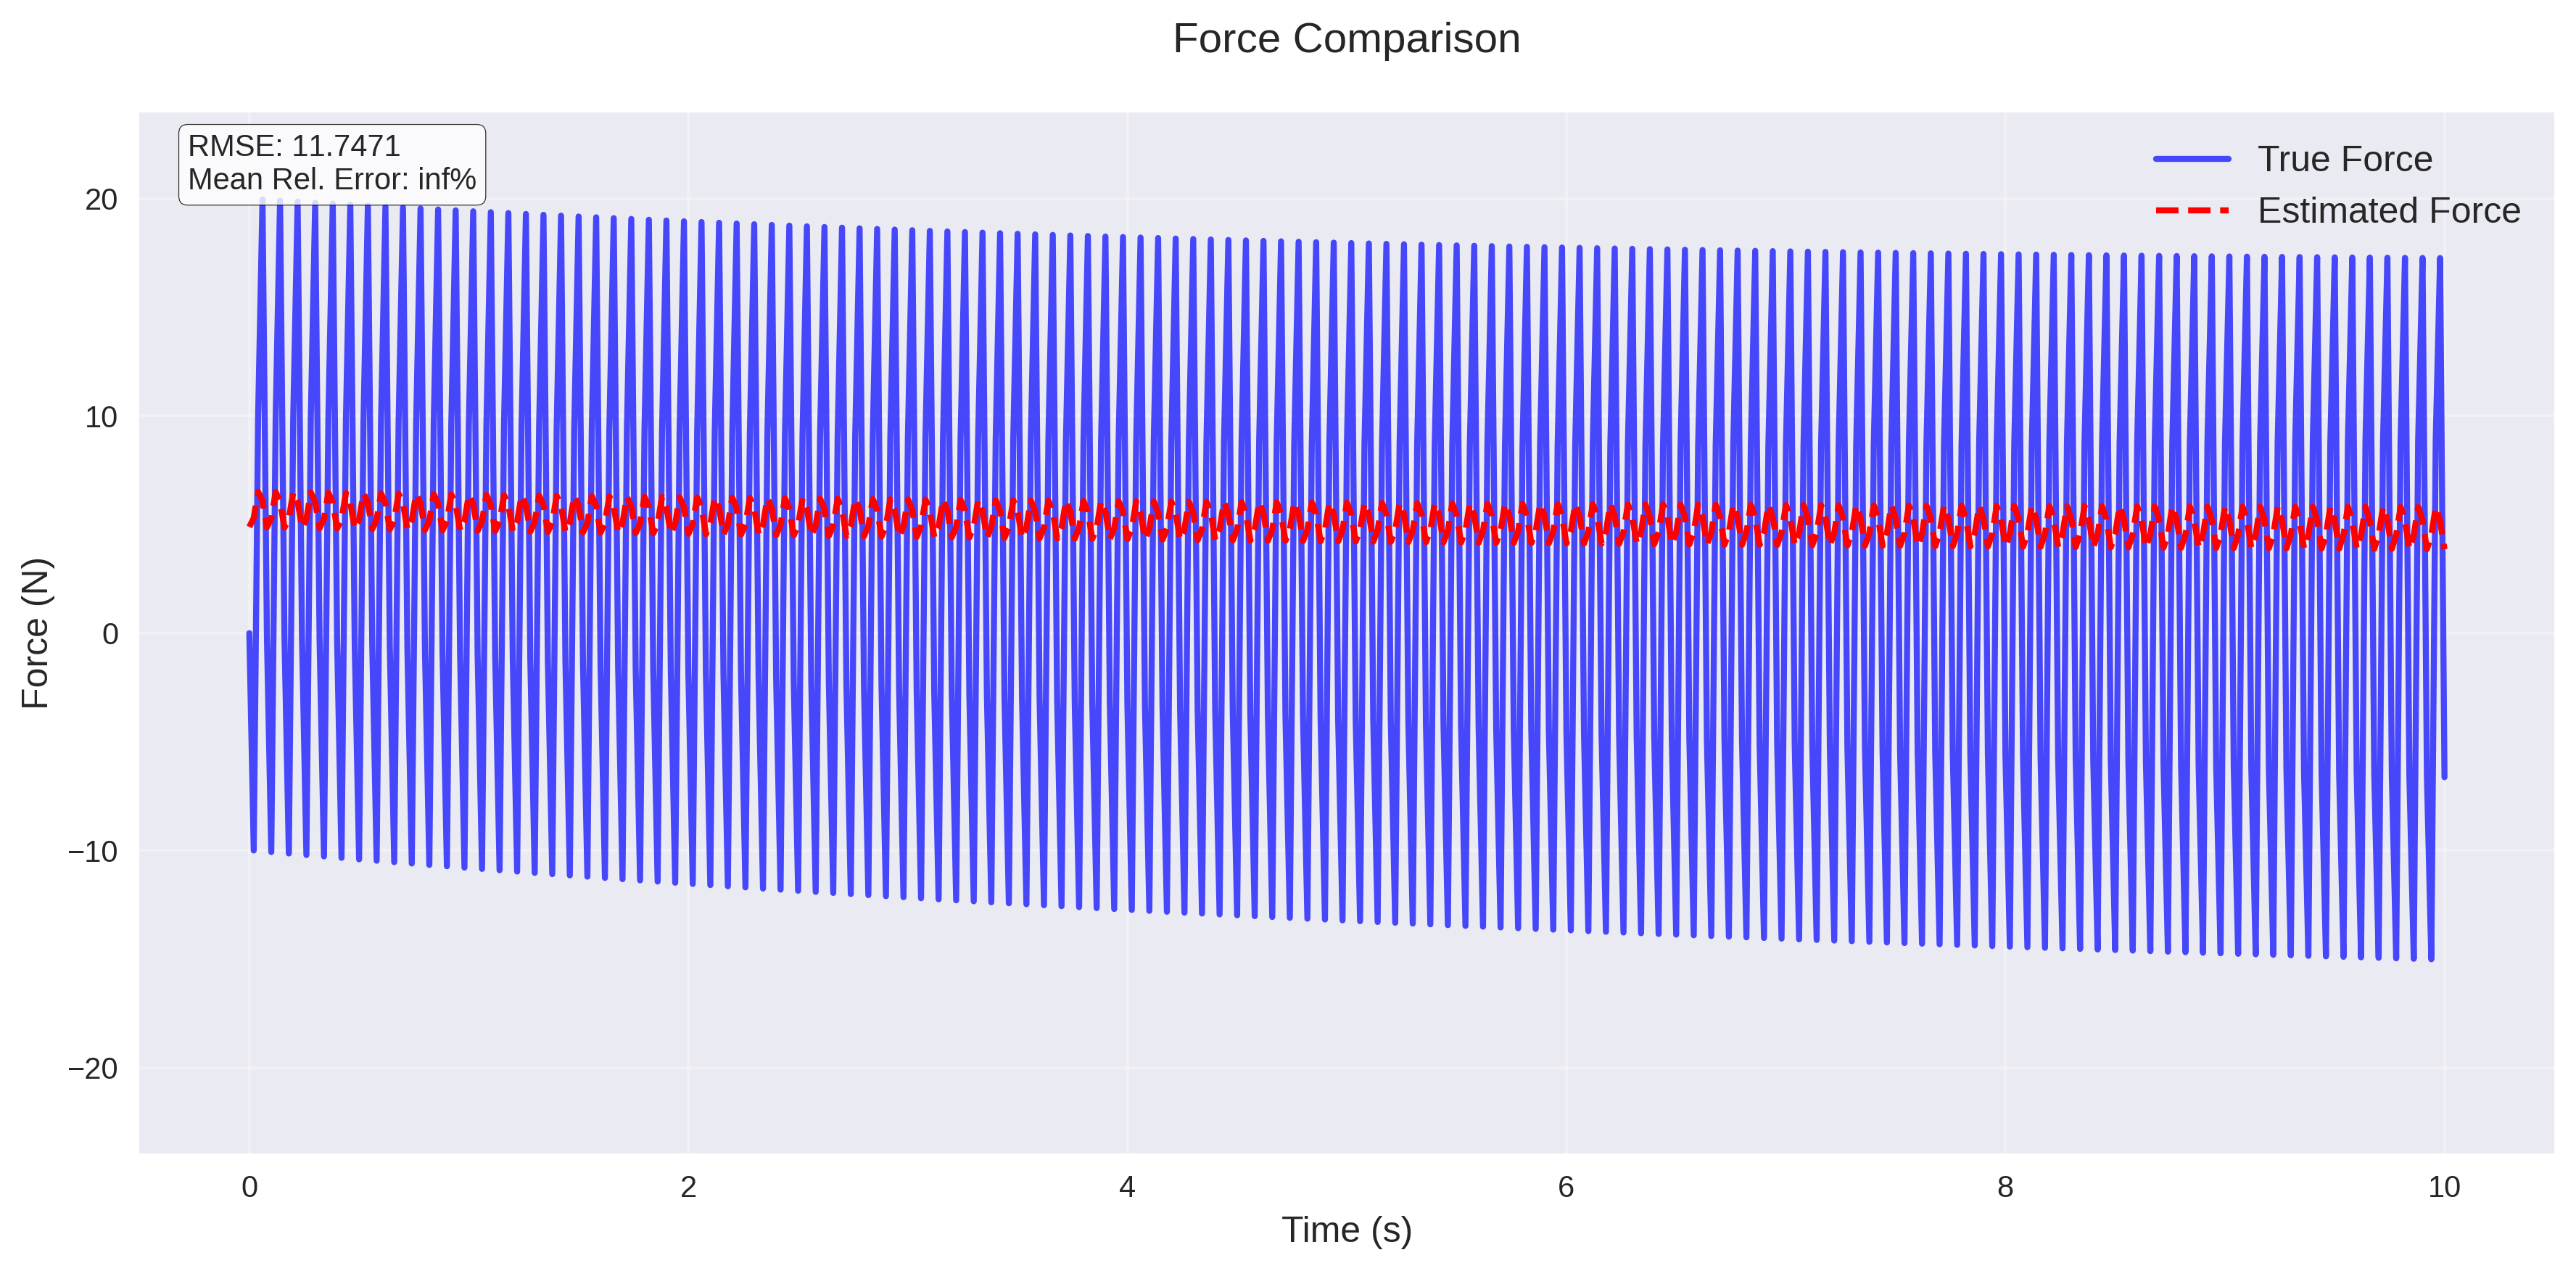 Force Comparison
RMSE: 11.7471
Mean Rel. Error: inf%
True Force
Estimated Force
20
10
0
−10
−20
Force (N)
0 2 4 6 8 10
Time (s)